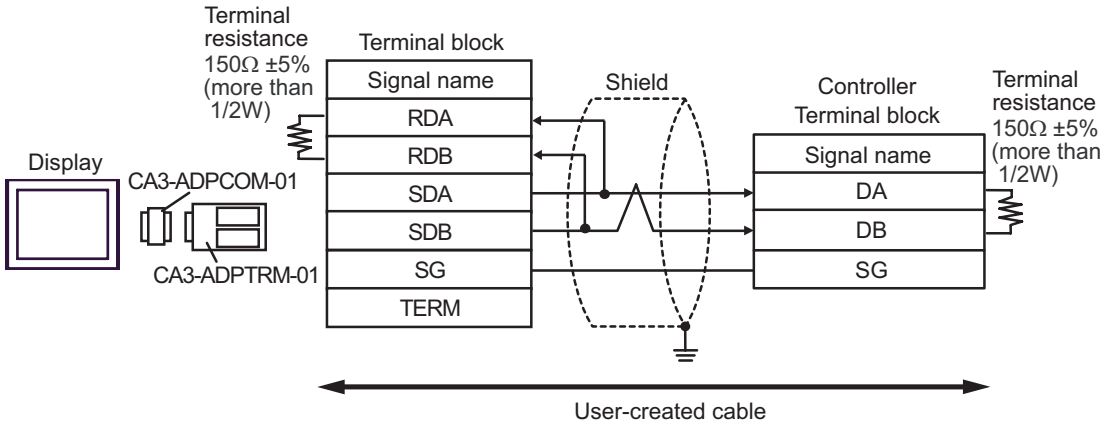 Terminal
resistance
150Ω ±5%
(more than
1/2W)
Terminal block
Signal name
RDA
RDB
SDA
SDB
SG
TERM
Display
CA3-ADPCOM-01
CA3-ADPTRM-01
Shield
Controller
Terminal block
Signal name
DA
DB
SG
Terminal
resistance
150Ω ±5%
(more than
1/2W)
User-created cable